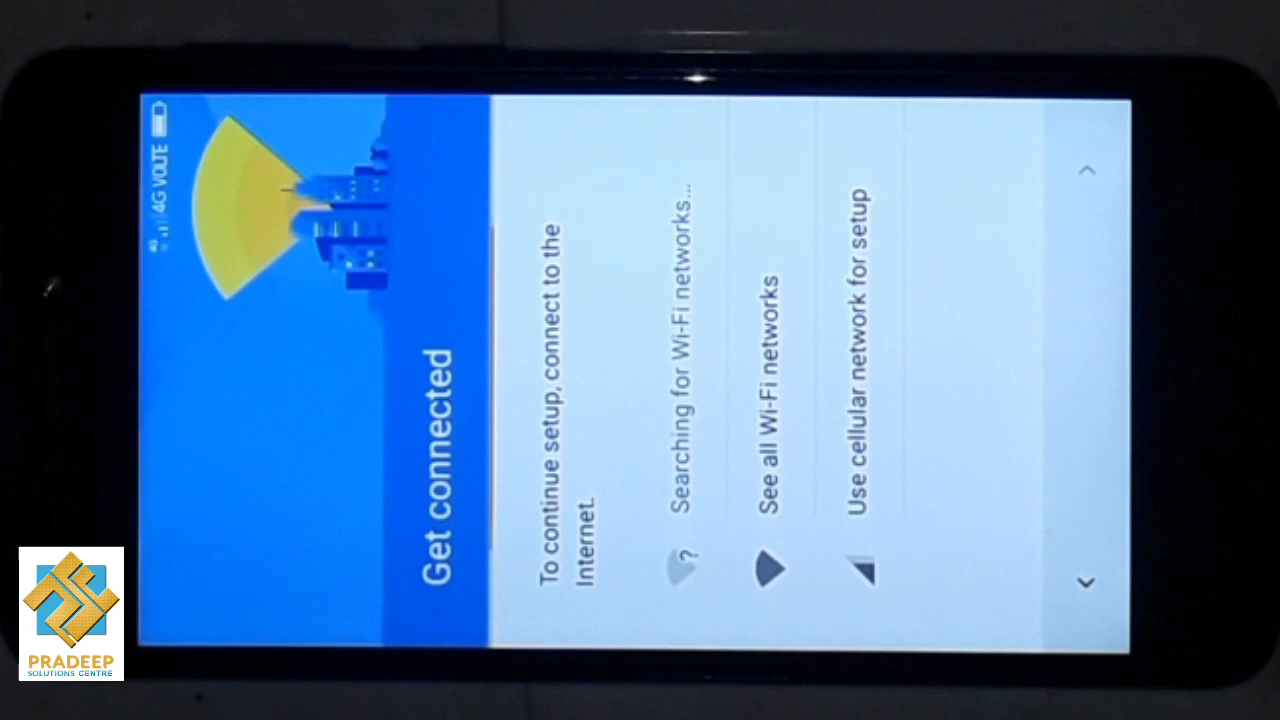 4G 4G VOLTE
Get connected
To continue setup, connect to the
Internet.
? Searching for Wi-Fi networks...
See all Wi-Fi networks
Use cellular network for setup
PRADEEP
SOLUTIONS CENTRE